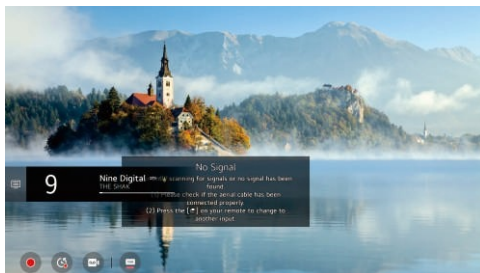 No Signal
9
Nine Digital
THE SHAK
scanning for signals or no signal has been
found.
Please check if the aerial cable has been
connected properly.
(2) Press the [ ] on your remote to change to
another input.